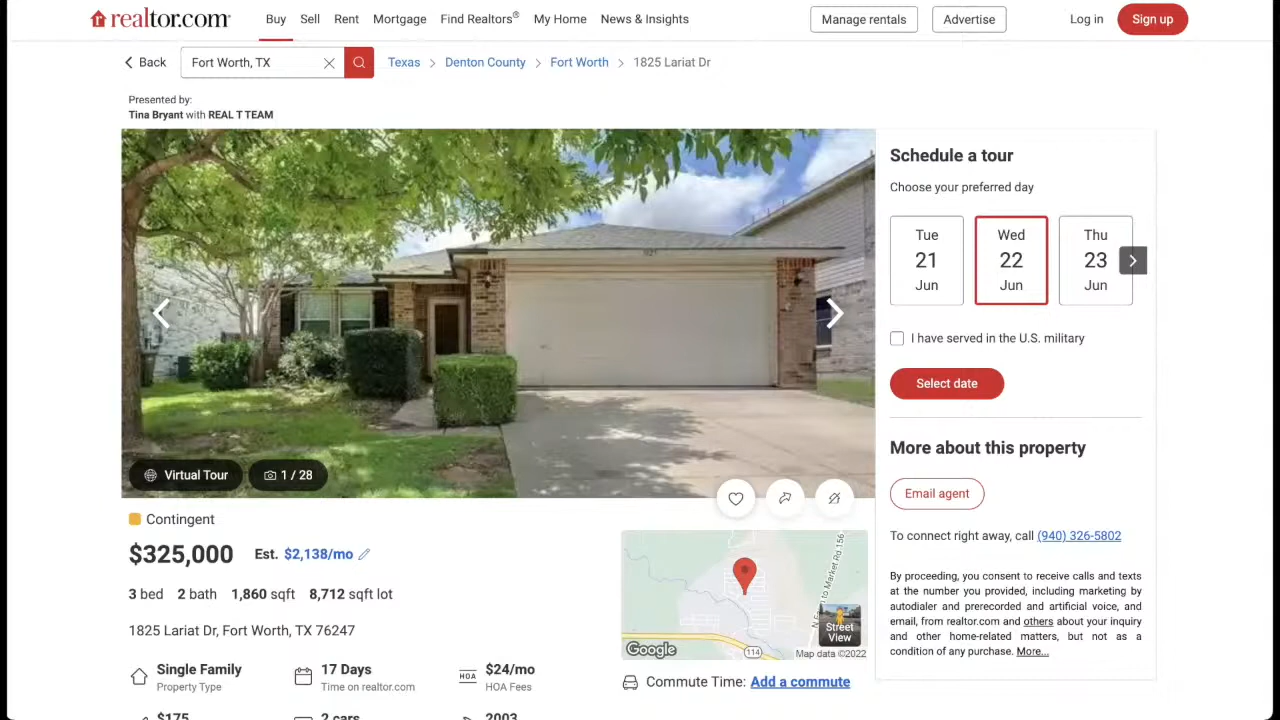 realtor.com®
Buy Sell Rent Mortgage Find Realtors® My Home News & Insights
Manage rentals Advertise Log in Sign up
Back Fort Worth, TX Texas > Denton County > Fort Worth > 1825 Lariat Dr
Presented by:
Tina Bryant with REAL T TEAM
Virtual Tour 1 / 28
Contingent
$325,000 Est. $2,138/mo
3 bed 2 bath 1,860 sqft 8,712 sqft lot
1825 Lariat Dr, Fort Worth, TX 76247
Single Family
Property Type
17 Days
Time on realtor.com
HOA
$24/mo
HOA Fees
$175
2 cars
2003
Street
View
Google
114
Map data ©2022
Commute Time: Add a commute
Schedule a tour
Choose your preferred day
Tue
21
Jun
Wed
22
Jun
Thu
23
Jun
I have served in the U.S. military
Select date
More about this property
Email agent
To connect right away, call (940) 326-5802
By proceeding, you consent to receive calls and texts
at the number you provided, including marketing by
autodialer and prerecorded and artificial voice, and
email, from realtor.com and others about your inquiry
and other home-related matters, but not as a
condition of any purchase. More...